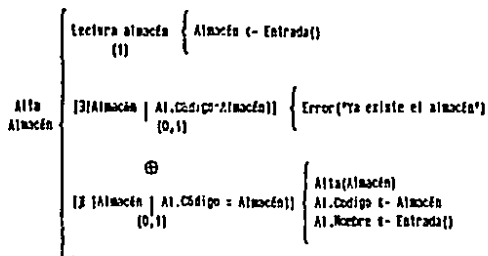 Lectura almacén { Almacén <- Entrada()
(1)
Alta
Almacén
[∃{Almacén | Al.Código=Almacén}] { Error("Ya existe el almacén")
(0,1)
⊕
[∄ {Almacén | Al.Código = Almacén}] { Alta(Almacén)
Al.Codigo <- Almacén
(0,1)
Al.Nombre <- Entrada()